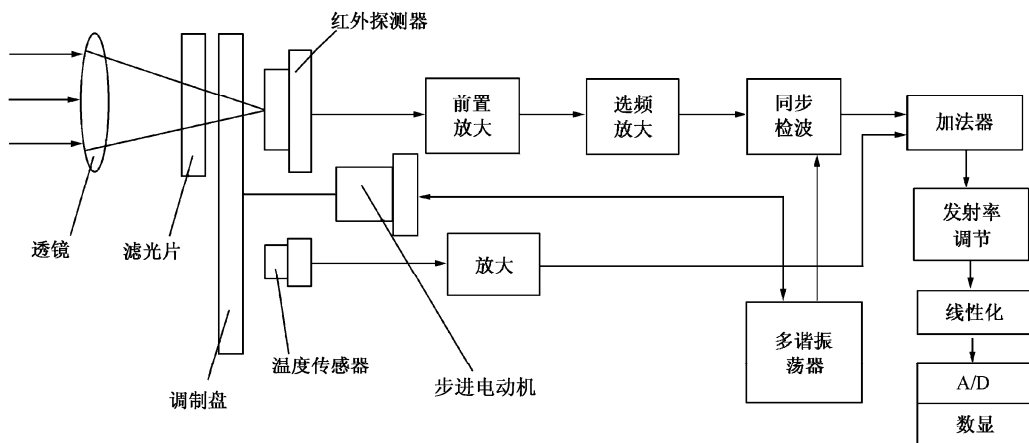 红外探测器
前置
放大
选频
放大
同步
检波
加法器
透镜
滤光片
发射率
调节
放大
温度传感器
调制盘
步进电动机
多谐振
荡器
线性化
A/D
数显